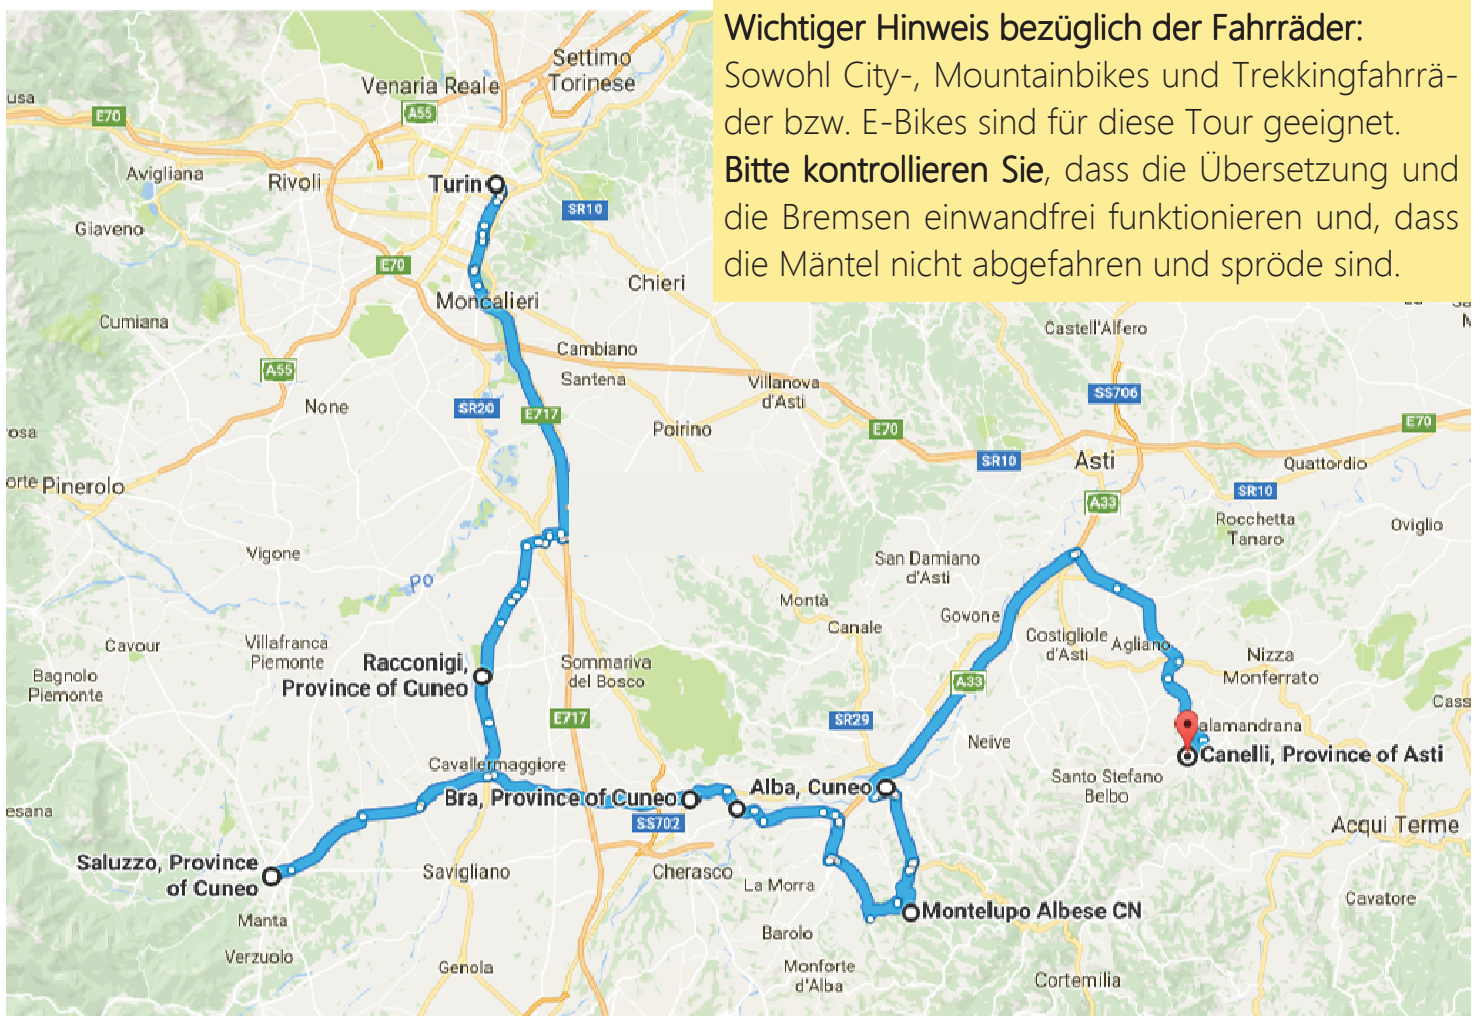 Wichtiger Hinweis bezüglich der Fahrräder:
Sowohl City-, Mountainbikes und Trekkingfahrrä-
der bzw. E-Bikes sind für diese Tour geeignet.
Bitte kontrollieren Sie, dass die Übersetzung und
die Bremsen einwandfrei funktionieren und, dass
die Mäntel nicht abgefahren und spröde sind.
Settimo
Torinese
Venaria Reale
usa
E70
A55
Avigliana
Rivoli
Turin
SR10
Giaveno
E70
Chieri
Moncalieri
Cumiana
Castell'Alfero
Cambiano
A55
Santena
Villanova
d'Asti
SS706
None
SR20
E717
Poirino
E70
E70
rosa
SR10
Asti
Quattordio
orte
Pinerolo
SR10
A33
Rocchetta
Tanaro
Oviglio
Vigone
San Damiano
d'Asti
Po
Montà
Govone
Canale
Costigliole
d'Asti
Agliano
Cavour
Villafranca
Piemonte
Racconigi,
Province of Cuneo
Sommariva
del Bosco
Nizza
Monferrato
Bagnolo
Piemonte
A33
Cass
E717
SR29
alamandrana
Neive
Canelli, Province of Asti
Cavallermaggiore
Santo Stefano
Belbo
Alba, Cuneo
Bra, Province of Cuneo
esana
SS702
Acqui Terme
Saluzzo, Province
of Cuneo
Savigliano
Cherasco
La Morra
Cavatore
Manta
Montelupo Albese CN
Barolo
Verzuolo
Genola
Monforte
d'Alba
Cortemilia